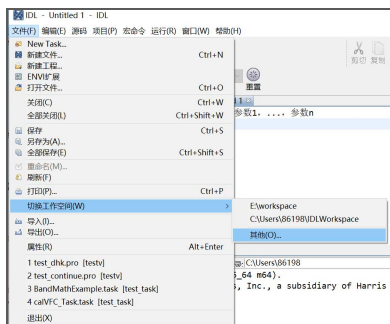 IDL - Untitled 1 - IDL
文件(F) 编辑(E) 源码 项目(P) 宏命令 运行(R) 窗口(W) 帮助(H)
New Task...
新建文件... Ctrl+N
新建工程...
ENVI扩展
打开文件... Ctrl+O
关闭(C) Ctrl+W
全部关闭(L) Ctrl+Shift+W
保存 Ctrl+S
另存为(A)...
全部保存(E) Ctrl+Shift+S
重命名(M)...
刷新(F)
打印(P)... Ctrl+P
切换工作空间(W)
导入(I)...
导出(O)...
属性(R) Alt+Enter
1 test_dhk.pro [testv]
2 test_continue.pro [testv]
3 BandMathExample.task [test_task]
4 calVFC_Task.task [test_task]
退出(X)
剪切 复制
重置
参数1, ..., 参数n
E:\workspace
C:\Users\86198\IDLWorkspace
其他(O)...
C:\Users\86198
_64 m64).
, Inc., a subsidiary of Harris